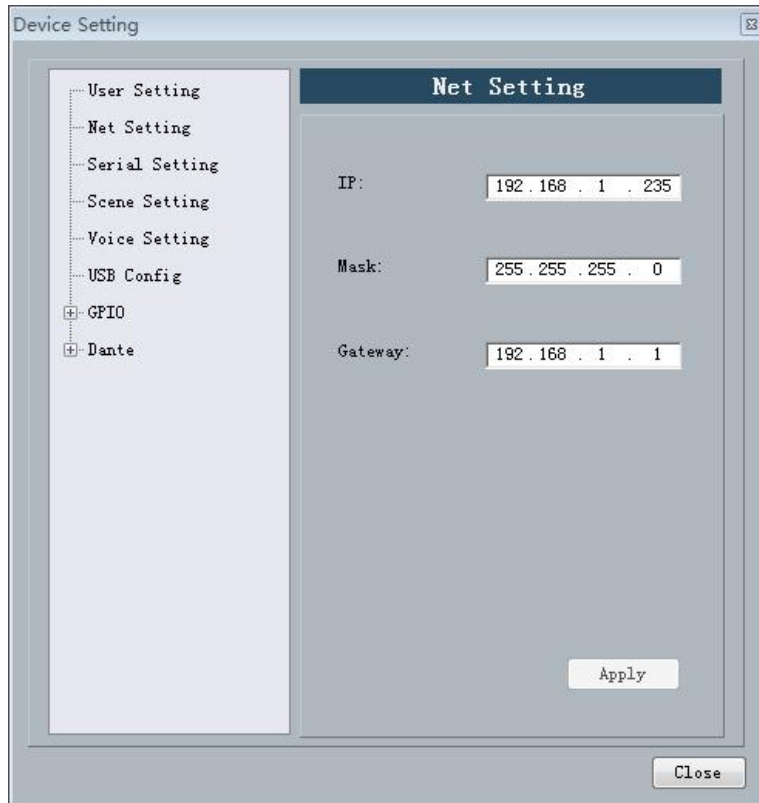 Device Setting
User Setting
Net Setting
Serial Setting
Scene Setting
Voice Setting
USB Config
GPIO
Dante
Net Setting
IP: 192.168 . 1 . 235
Mask: 255.255.255 . 0
Gateway: 192.168 . 1 . 1
Apply
Close